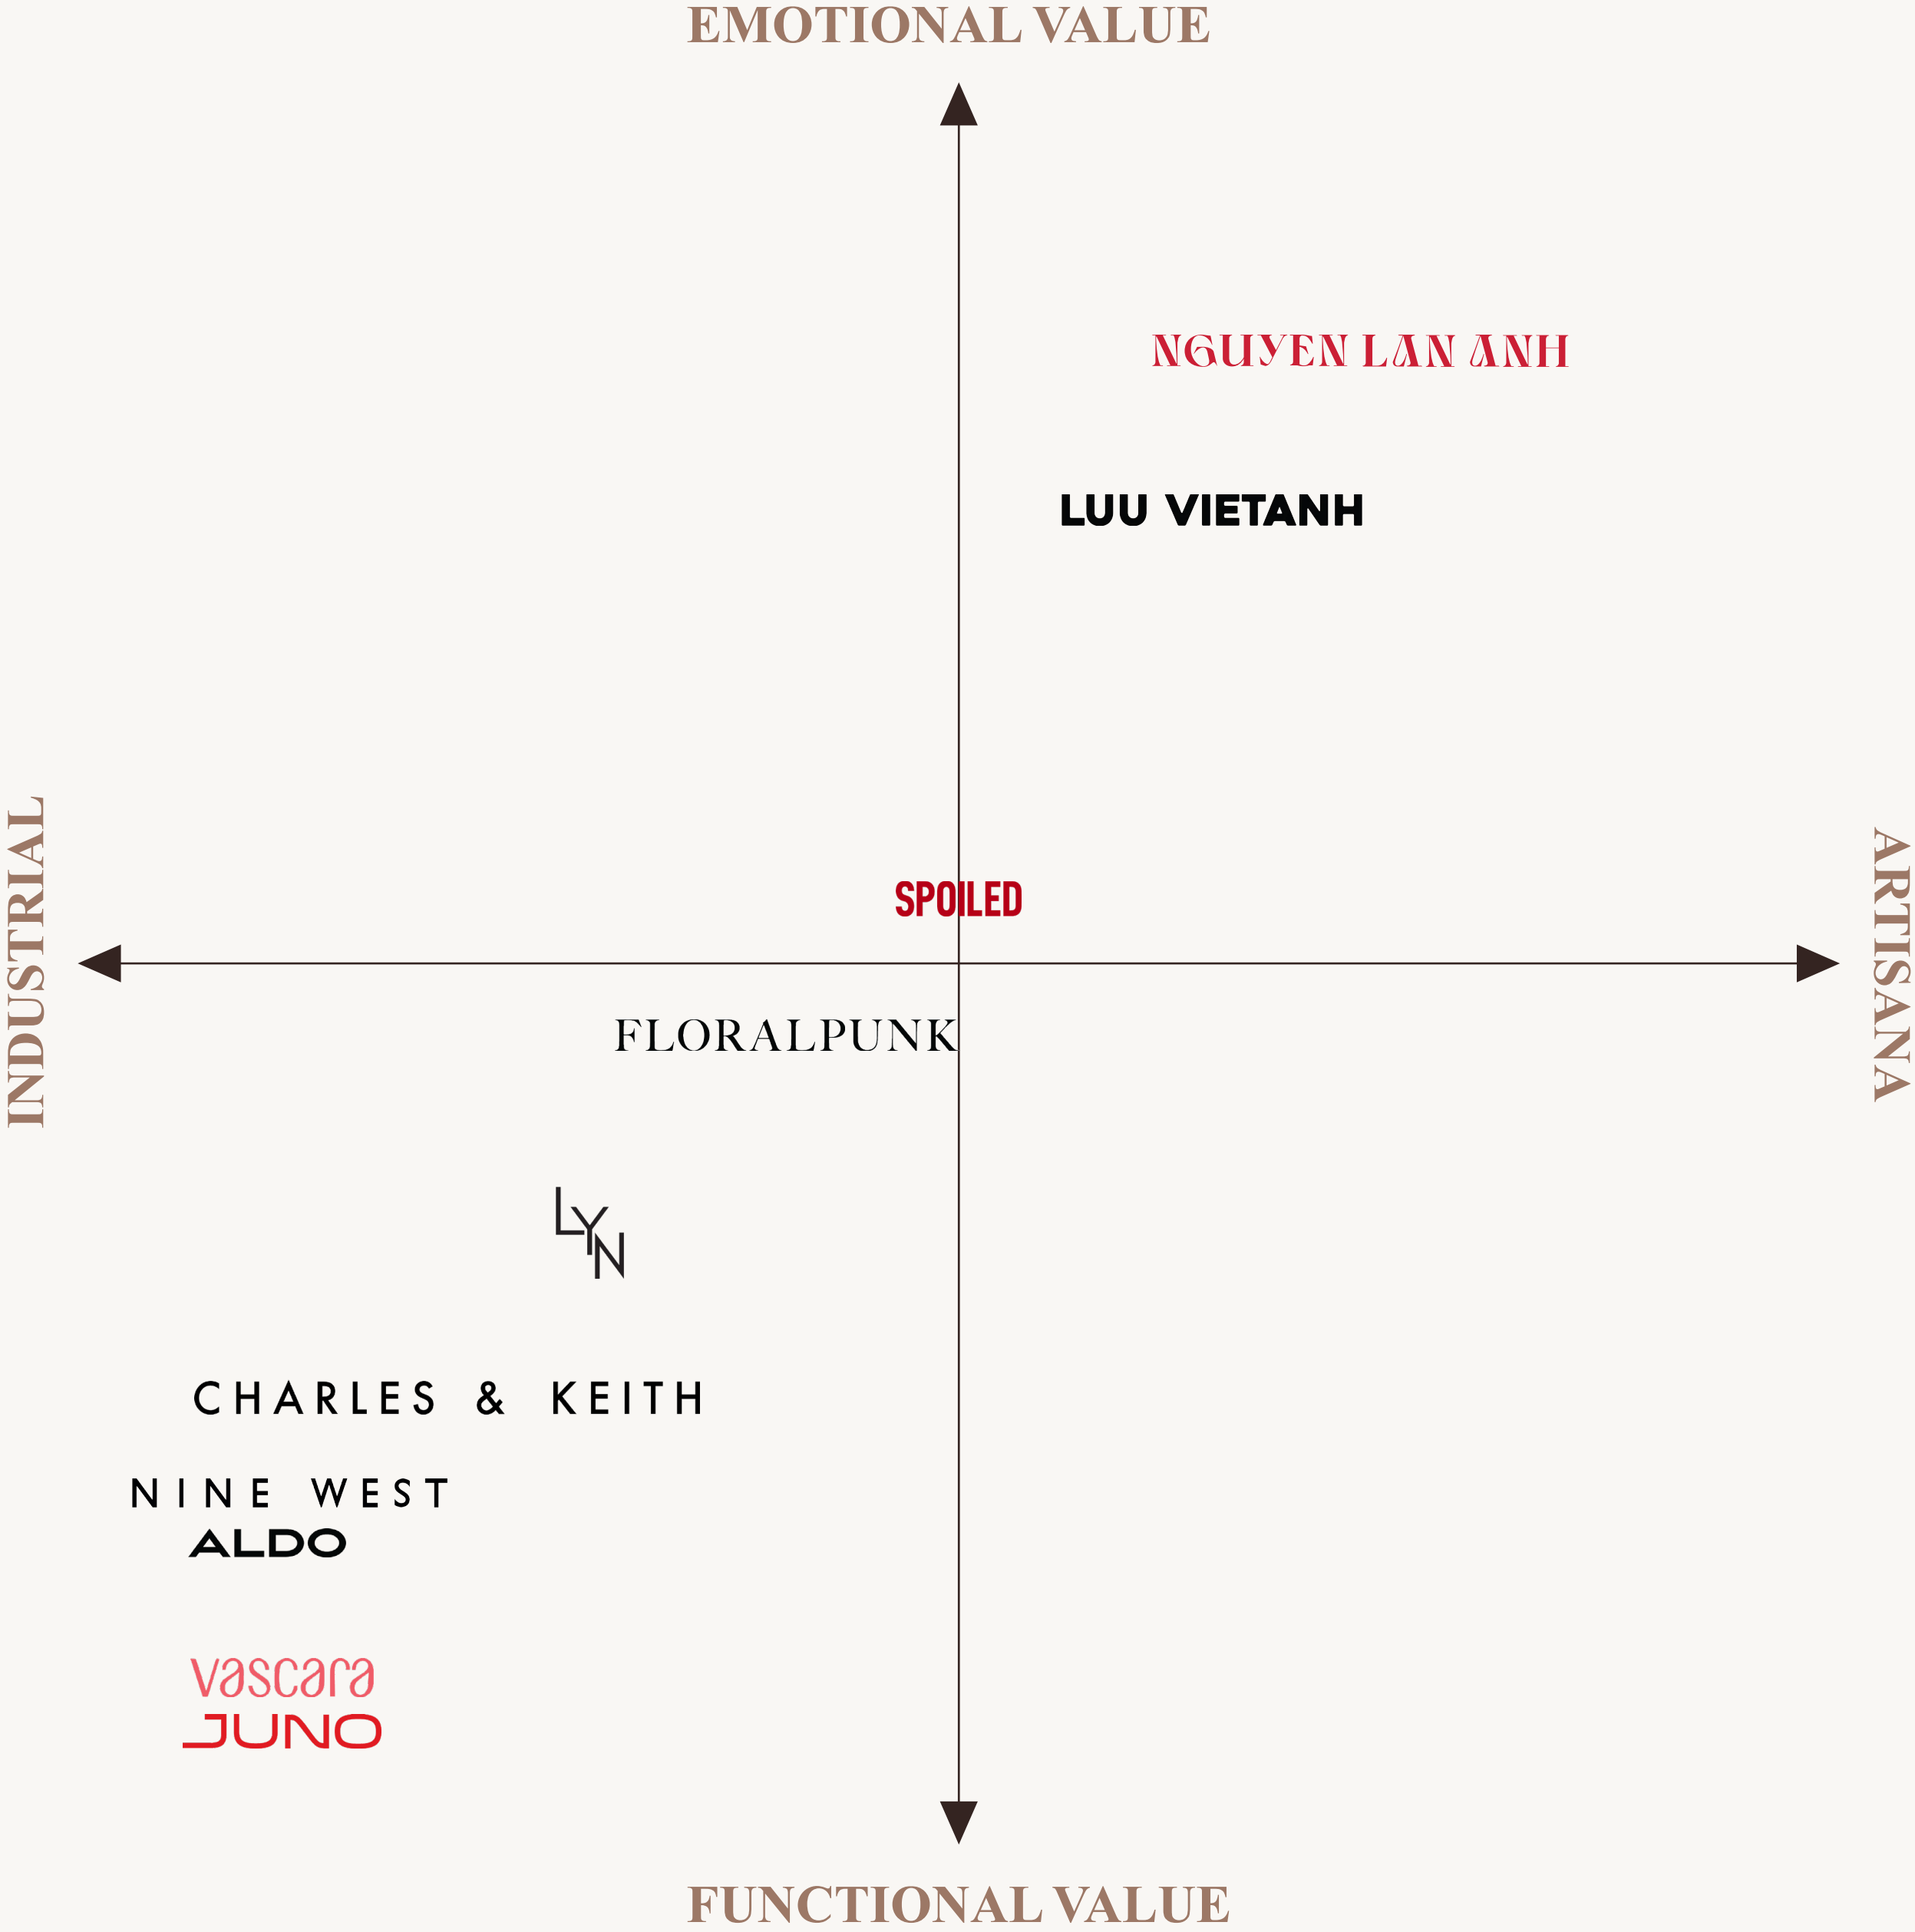 EMOTIONAL VALUE
NGUYEN LAN ANH
LUU VIETANH
INDUSTRIAL
ARTISANA
SPOILED
FLORALPUNK
LYN
CHARLES & KEITH
NINE WEST
ALDO
vascara
JUNO
FUNCTIONAL VALUE